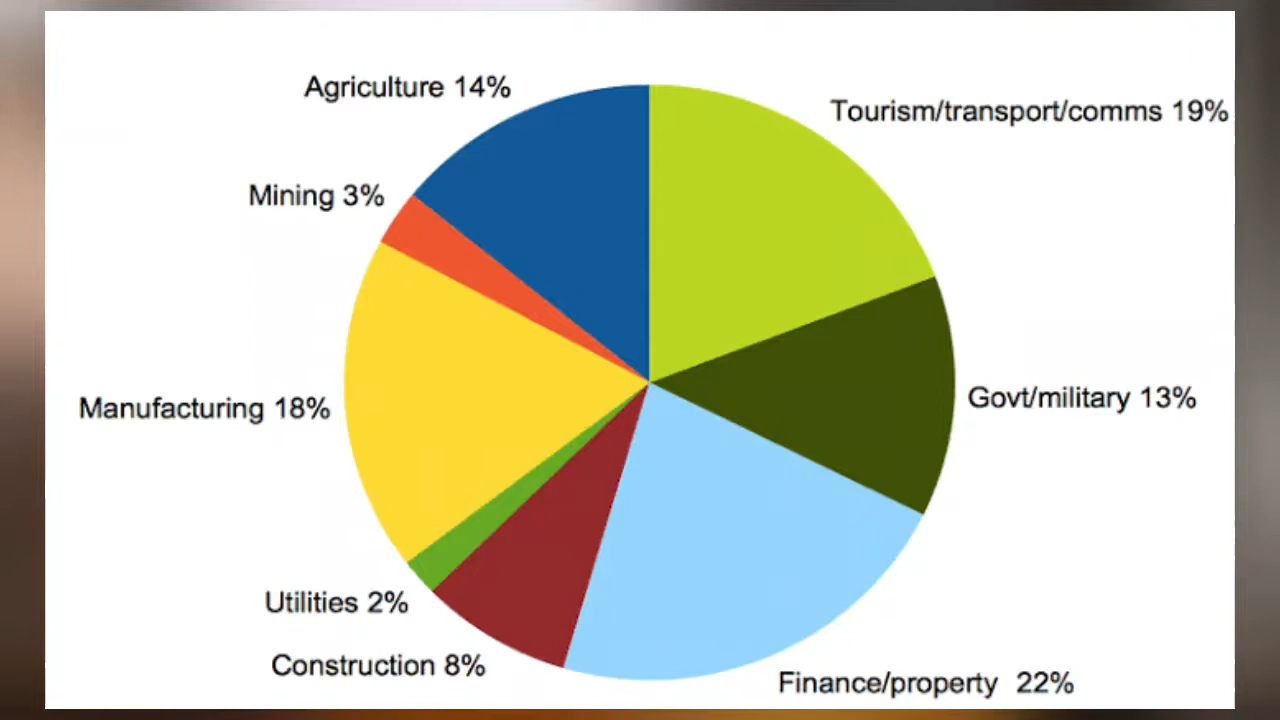 Agriculture 14%
Tourism/transport/comms 19%
Mining 3%
Govt/military 13%
Manufacturing 18%
Utilities 2%
Construction 8%
Finance/property 22%